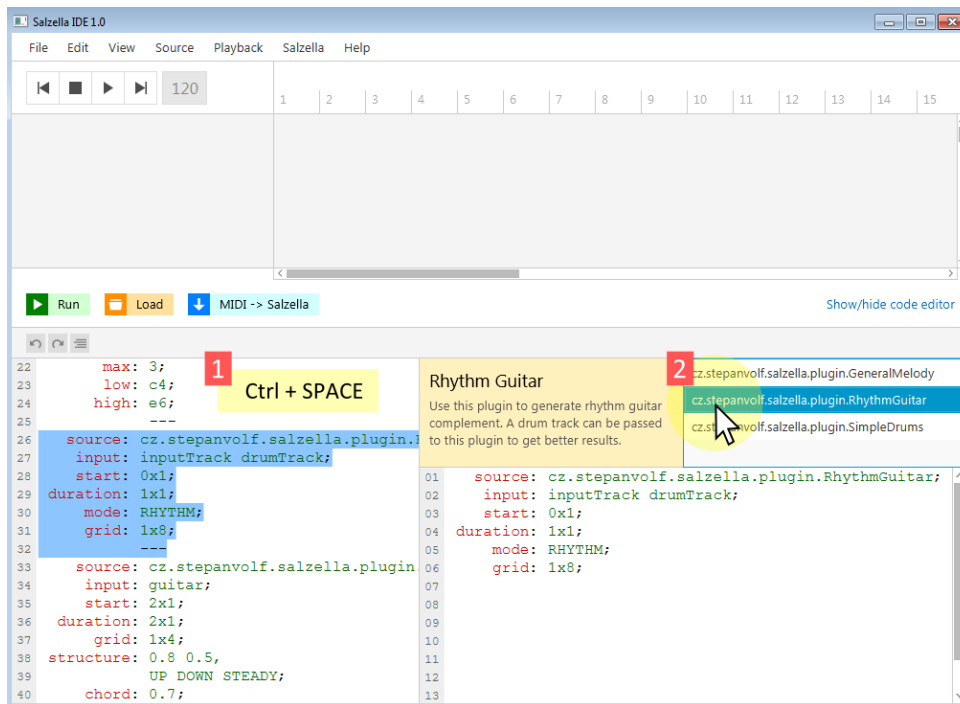 Salzella IDE 1.0
File Edit View Source Playback Salzella Help
120
1 2 3 4 5 6 7 8 9 10 11 12 13 14 15
Run Load MIDI -> Salzella Show/hide code editor
1
Ctrl + SPACE
22 max: 3;
23 low: c4;
24 high: e6;
25 ---
26 source: cz.stepanvolf.salzella.plugin.
27 input: inputTrack drumTrack;
28 start: 0x1;
29 duration: 1x1;
30 mode: RHYTHM;
31 grid: 1x8;
32 ---
33 source: cz.stepanvolf.salzella.plugin.
34 input: guitar;
35 start: 2x1;
36 duration: 2x1;
37 grid: 1x4;
38 structure: 0.8 0.5,
39 UP DOWN STEADY;
40 chord: 0.7;
Rhythm Guitar
Use this plugin to generate rhythm guitar
complement. A drum track can be passed
to this plugin to get better results.
2
cz.stepanvolf.salzella.plugin.GeneralMelody
cz.stepanvolf.salzella.plugin.RhythmGuitar
cz.stepanvolf.salzella.plugin.SimpleDrums
01 source: cz.stepanvolf.salzella.plugin.RhythmGuitar;
02 input: inputTrack drumTrack;
03 start: 0x1;
04 duration: 1x1;
05 mode: RHYTHM;
06 grid: 1x8;
07
08
09
10
11
12
13